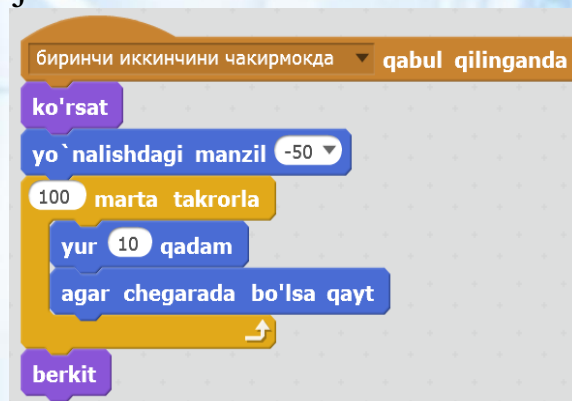 биринчи иккинчини чакирмокда qabul qilinganda
ko'rsat
yo`nalishdagi manzil -50
100 marta takrorla
yur 10 qadam
agar chegarada bo'lsa qayt
berkit